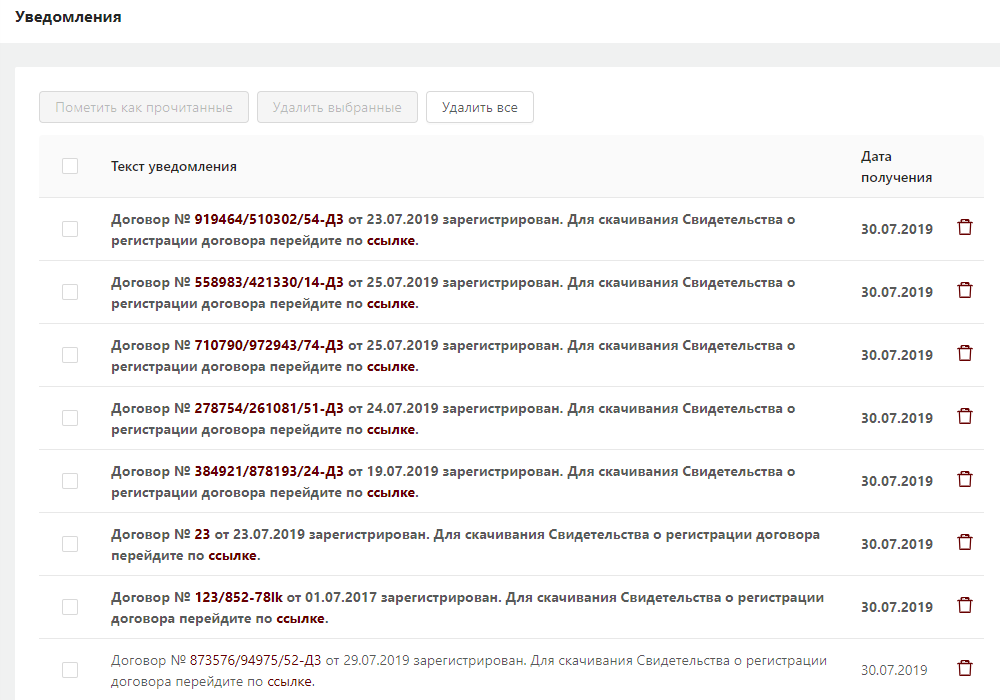 Уведомления
Пометить как прочитанные
Удалить выбранные
Удалить все
Текст уведомления
Дата
получения
Договор № 919464/510302/54-ДЗ от 23.07.2019 зарегистрирован. Для скачивания Свидетельства о
регистрации договора перейдите по ссылке.
30.07.2019
Договор № 558983/421330/14-ДЗ от 25.07.2019 зарегистрирован. Для скачивания Свидетельства о
регистрации договора перейдите по ссылке.
30.07.2019
Договор № 710790/972943/74-ДЗ от 25.07.2019 зарегистрирован. Для скачивания Свидетельства о
регистрации договора перейдите по ссылке.
30.07.2019
Договор № 278754/261081/51-ДЗ от 24.07.2019 зарегистрирован. Для скачивания Свидетельства о
регистрации договора перейдите по ссылке.
30.07.2019
Договор № 384921/878193/24-ДЗ от 19.07.2019 зарегистрирован. Для скачивания Свидетельства о
регистрации договора перейдите по ссылке.
30.07.2019
Договор № 23 от 23.07.2019 зарегистрирован. Для скачивания Свидетельства о регистрации договора
перейдите по ссылке.
30.07.2019
Договор № 123/852-78lk от 01.07.2017 зарегистрирован. Для скачивания Свидетельства о регистрации
договора перейдите по ссылке.
30.07.2019
Договор № 873576/94975/52-ДЗ от 29.07.2019 зарегистрирован. Для скачивания Свидетельства о регистрации
договора перейдите по ссылке.
30.07.2019